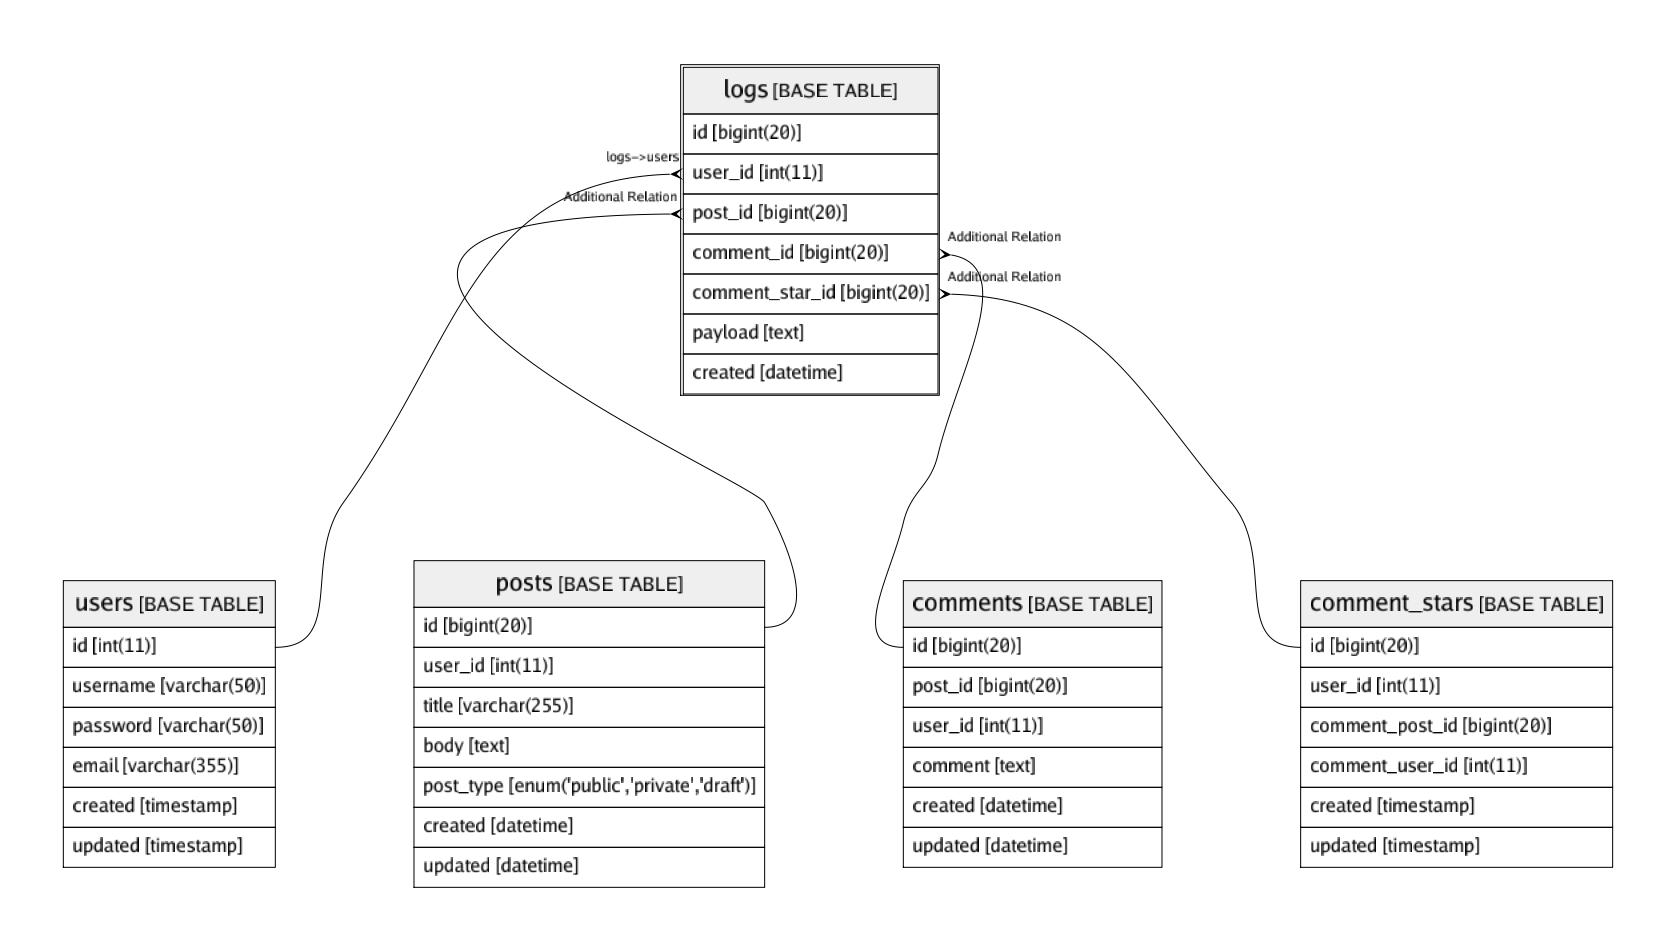 logs [BASE TABLE]
id [bigint(20)]
logs->users
user_id [int(11)]
Additional Relation
post_id [bigint(20)]
Additional Relation
comment_id [bigint(20)]
Additional Relation
comment_star_id [bigint(20)]
payload [text]
created [datetime]
users [BASE TABLE]
id [int(11)]
username [varchar(50)]
password [varchar(50)]
email [varchar(355)]
created [timestamp]
updated [timestamp]
posts [BASE TABLE]
id [bigint(20)]
user_id [int(11)]
title [varchar(255)]
body [text]
post_type [enum('public','private','draft')]
created [datetime]
updated [datetime]
comments [BASE TABLE]
id [bigint(20)]
post_id [bigint(20)]
user_id [int(11)]
comment [text]
created [datetime]
updated [datetime]
comment_stars [BASE TABLE]
id [bigint(20)]
user_id [int(11)]
comment_post_id [bigint(20)]
comment_user_id [int(11)]
created [timestamp]
updated [timestamp]